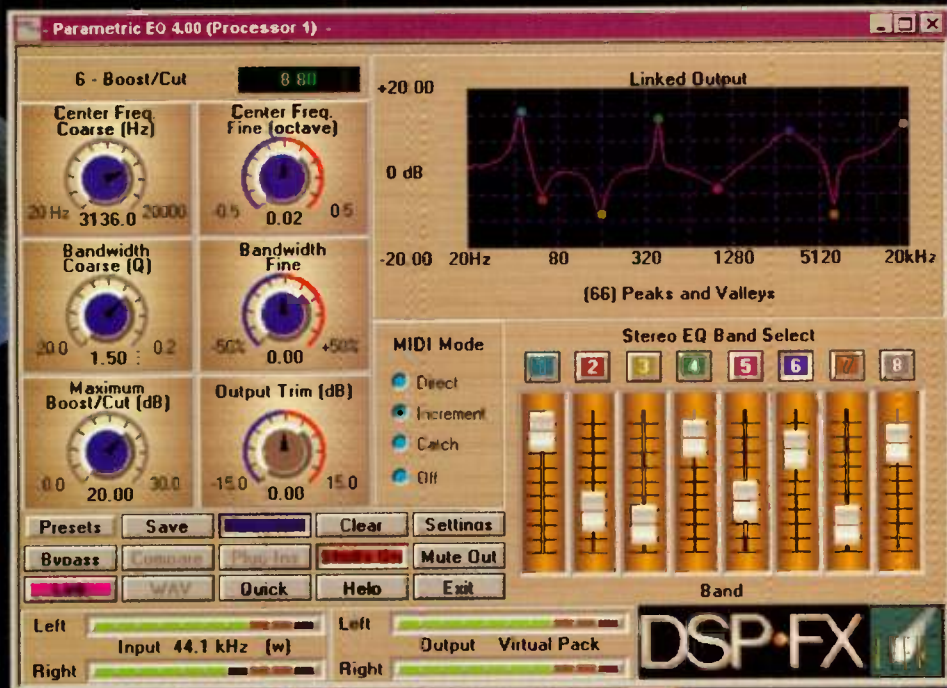 - Parametric EQ 4.00 (Processor 1) -
6 - Boost/Cut
8.80
Center Freq.
Coarse (Hz)
20 Hz
3136.0
20000
Center Freq.
Fine (octave)
-0.5
0.02
0.5
Bandwidth
Coarse (Q)
20.0
1.50
0.2
Bandwidth
Fine
-50%
0.00
+50%
Maximum
Boost/Cut (dB)
0.0
20.00
30.0
Output Trim (dB)
-15.0
0.00
15.0
Linked Output
+20.00
0 dB
-20.00
20Hz 80 320 1280 5120 20kHz
(66) Peaks and Valleys
MIDI Mode
Direct
Increment
Catch
Off
Stereo EQ Band Select
1 2 3 4 5 6 7 8
Band
Presets Save Clear Settings
Bypass Compare Plug-Ins Mute Out
WAV Quick Help Exit
Left
Input 44.1 kHz (w)
Right
Left
Output Virtual Pack
Right
DSP•FX